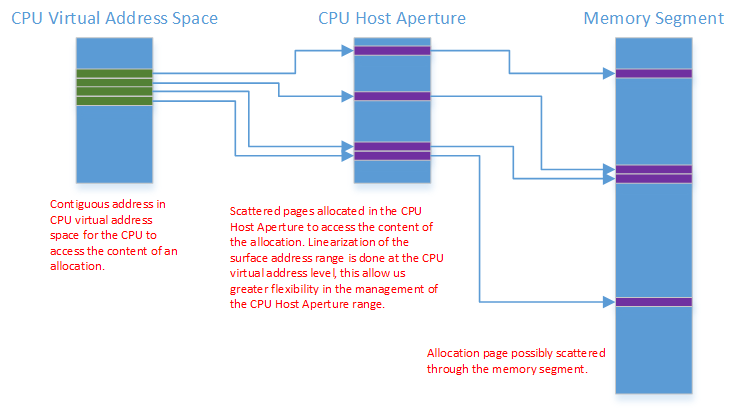 CPU Virtual Address Space
CPU Host Aperture
Memory Segment
Contiguous address in
CPU virtual address
space for the CPU to
access the content of an
allocation.
Scattered pages allocated in the CPU
Host Aperture to access the content of
the allocation. Linearization of the
surface address range is done at the CPU
virtual address level, this allow us
greater flexibility in the management of
the CPU Host Aperture range.
Allocation page possibly scattered
through the memory segment.